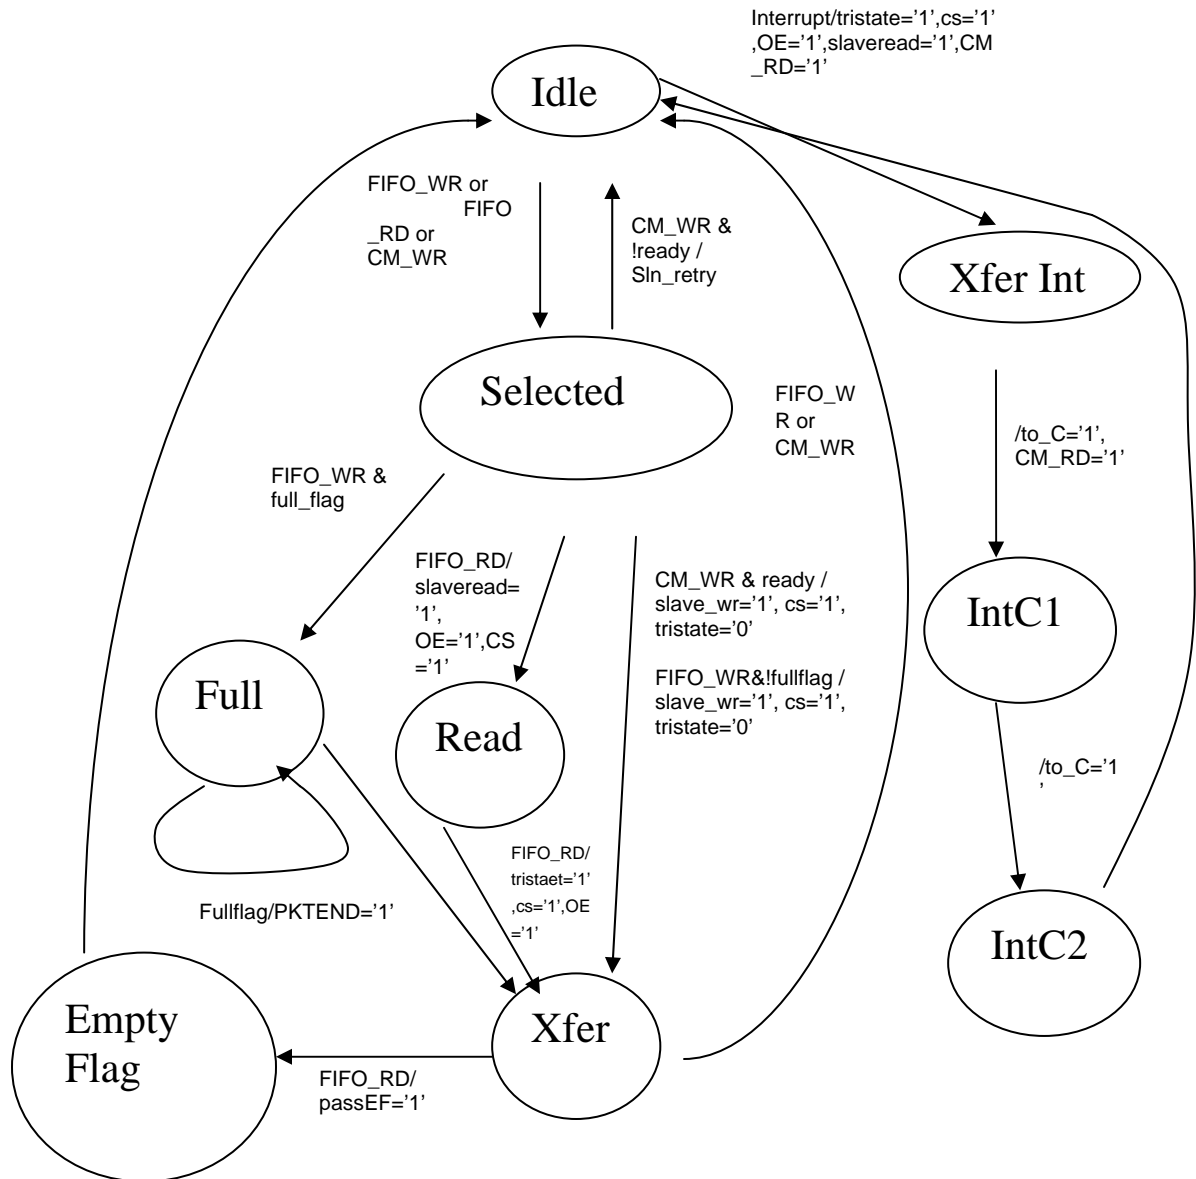 Interrupt/tristate='1',cs='1'
,OE='1',slaveread='1',CM
_RD='1'
Idle
FIFO_WR or
FIFO
_RD or
CM_WR
CM_WR &
!ready /
Sln_retry
Xfer Int
Selected
FIFO_W
R or
CM_WR
/to_C='1',
CM_RD='1'
FIFO_WR &
full_flag
FIFO_RD/
slaveread=
'1',
OE='1',CS
='1'
CM_WR & ready /
slave_wr='1', cs='1',
tristate='0'
FIFO_WR&!fullflag /
slave_wr='1', cs='1',
tristate='0'
IntC1
Full
Read
/to_C='1
,
FIFO_RD/
tristaet='1'
,cs='1',OE
='1'
Fullflag/PKTEND='1'
IntC2
Empty
Flag
Xfer
FIFO_RD/
passEF='1'